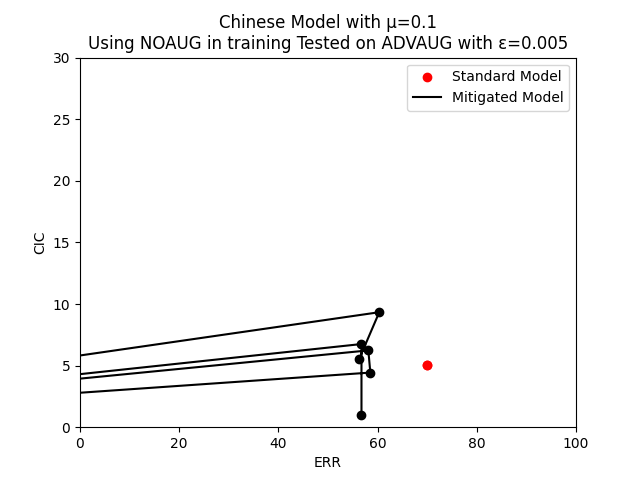 Chinese Model with μ=0.1
Using NOAUG in training Tested on ADVAUG with ε=0.005
Standard Model
Mitigated Model
30
25
20
15
10
5
0
CIC
0 20 40 60 80 100
ERR